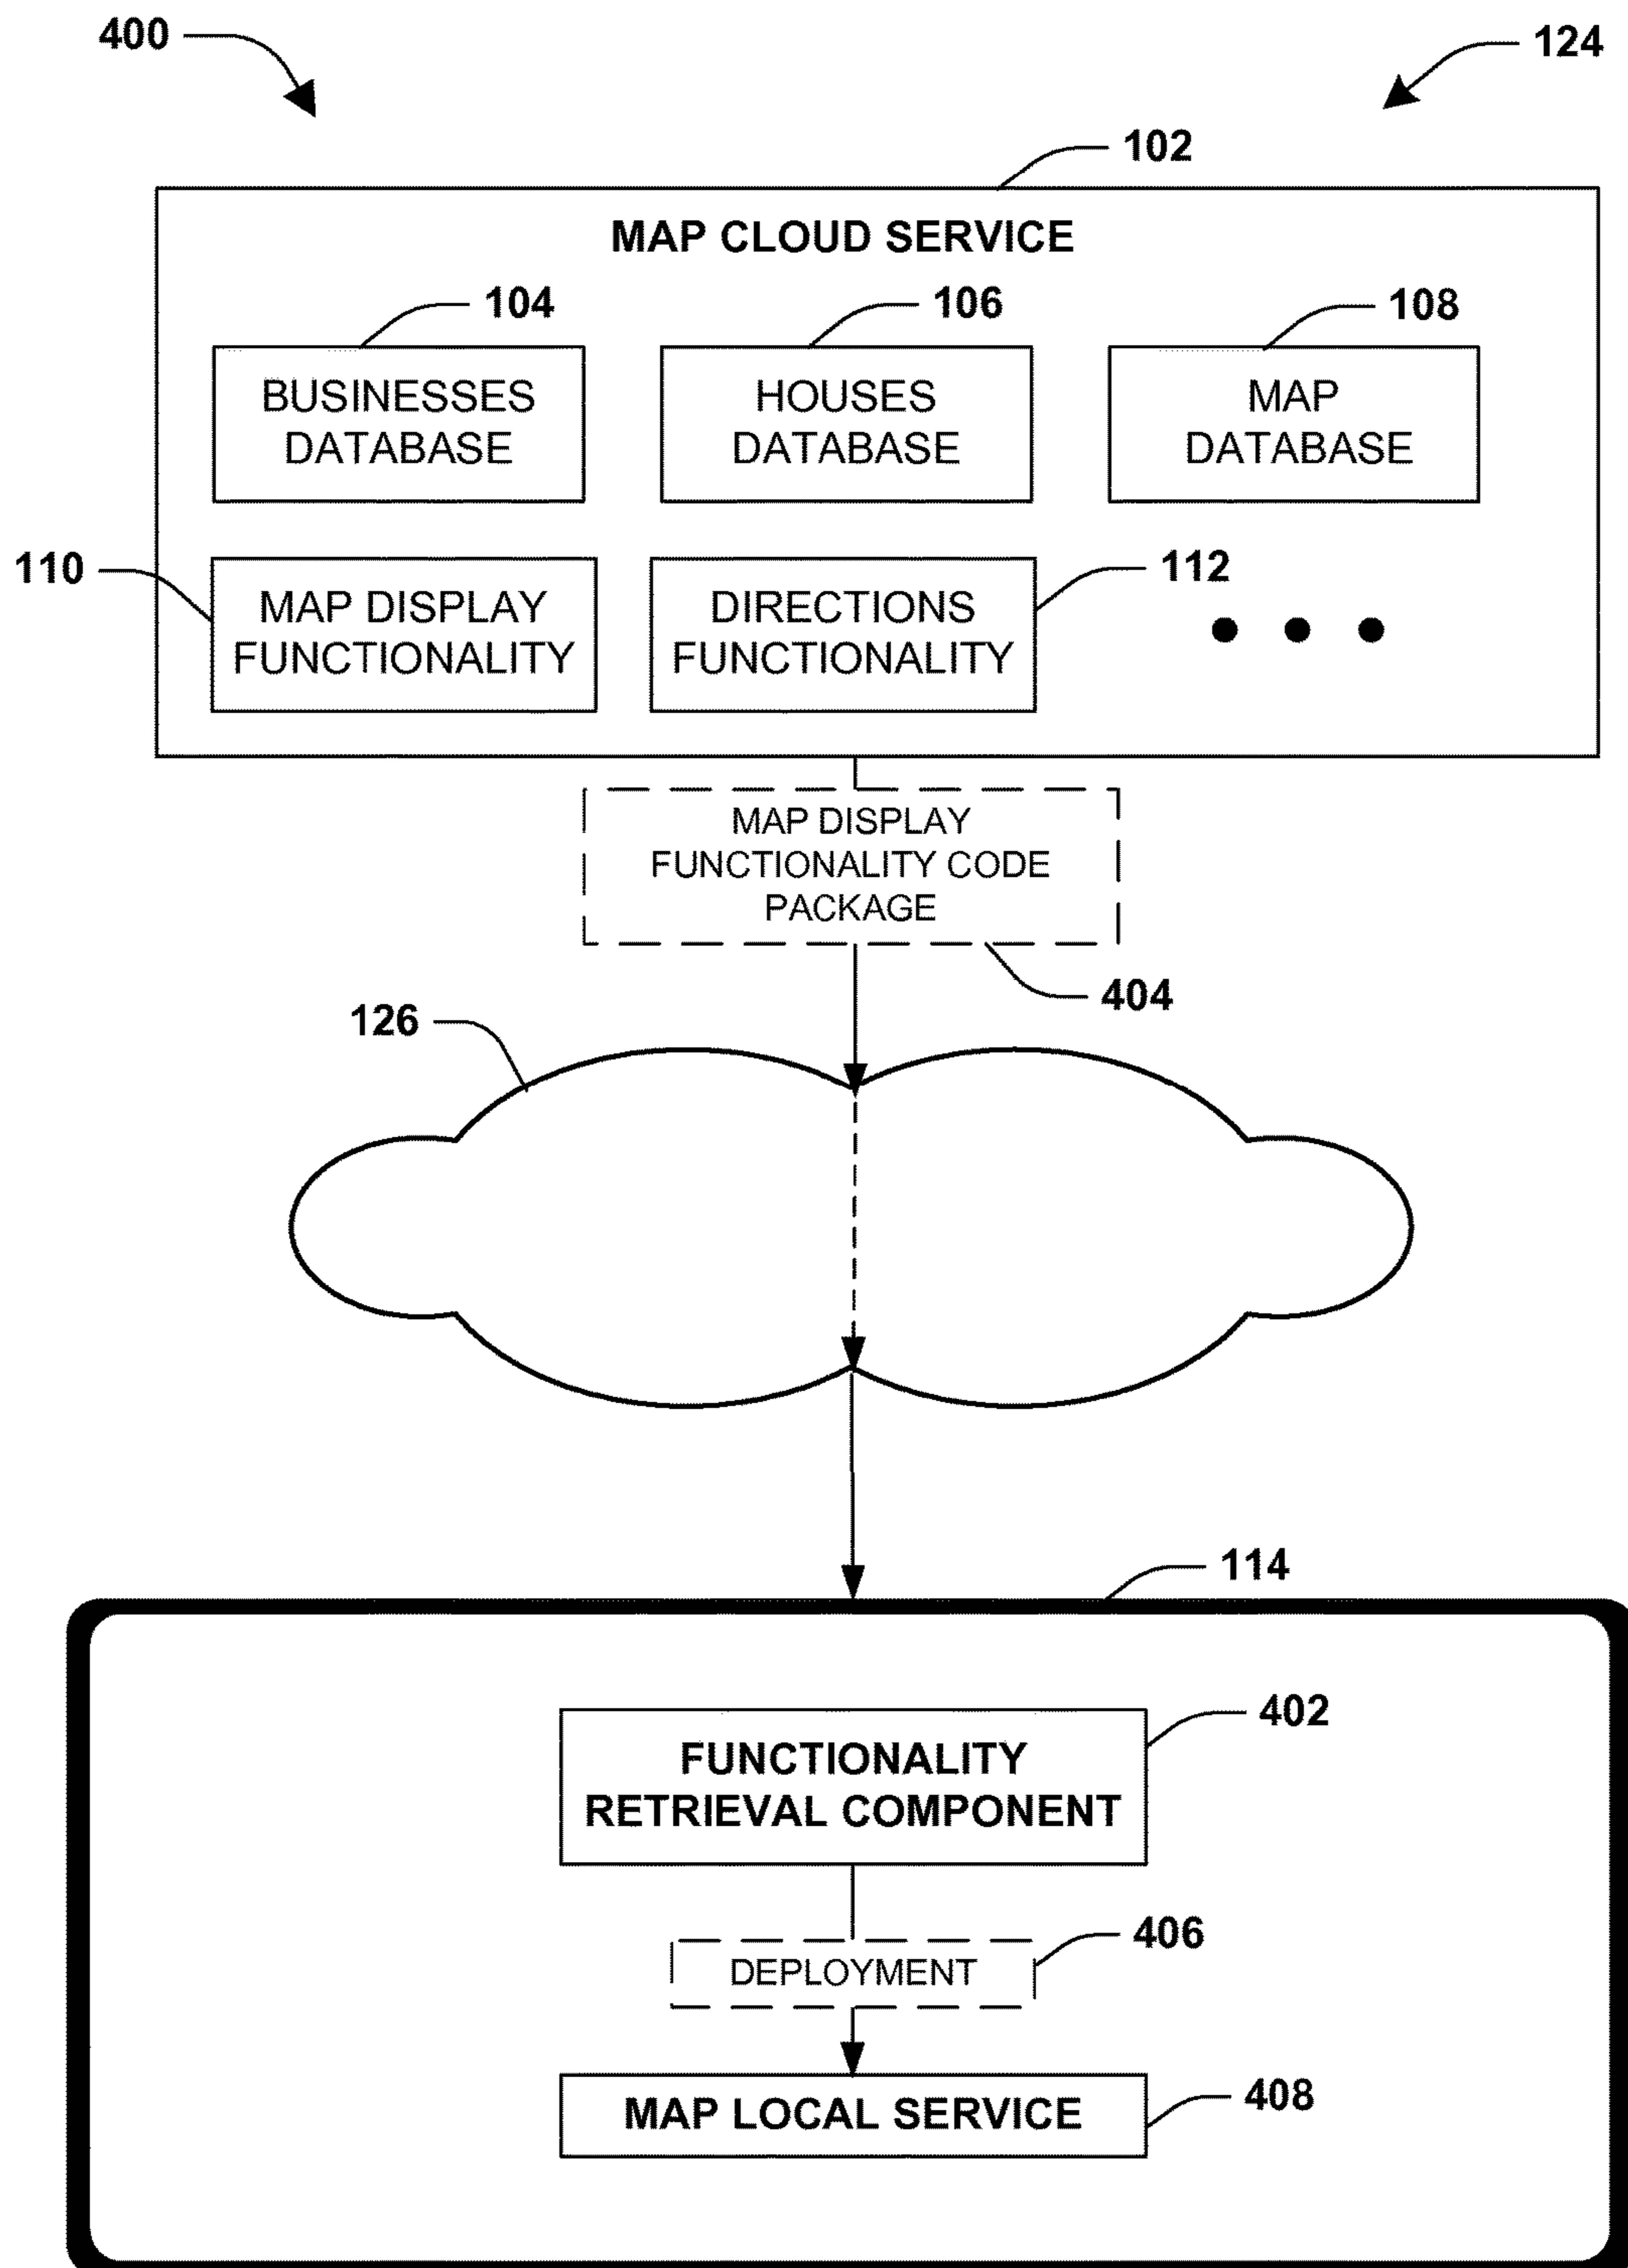 400
124
102
MAP CLOUD SERVICE
104
106
108
BUSINESSES
DATABASE
HOUSES
DATABASE
MAP
DATABASE
110
112
MAP DISPLAY
FUNCTIONALITY
DIRECTIONS
FUNCTIONALITY
MAP DISPLAY
FUNCTIONALITY CODE
PACKAGE
404
126
114
402
FUNCTIONALITY
RETRIEVAL COMPONENT
406
DEPLOYMENT
408
MAP LOCAL SERVICE